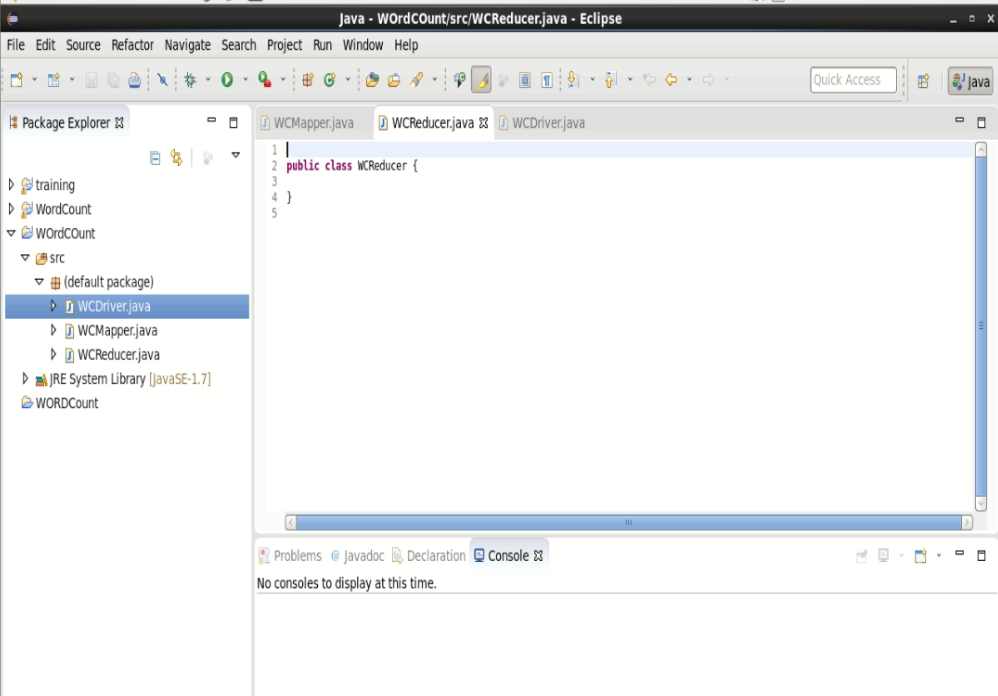 Java - WOrdCOunt/src/WCReducer.java - Eclipse
File Edit Source Refactor Navigate Search Project Run Window Help
Quick Access
Java
Package Explorer
WCMapper.java WCReducer.java WCDriver.java
training
WordCount
WOrdCOunt
src
(default package)
WCDriver.java
WCMapper.java
WCReducer.java
JRE System Library [JavaSE-1.7]
WORDCount
1
2 public class WCReducer {
3
4 }
5
Problems Javadoc Declaration Console
No consoles to display at this time.